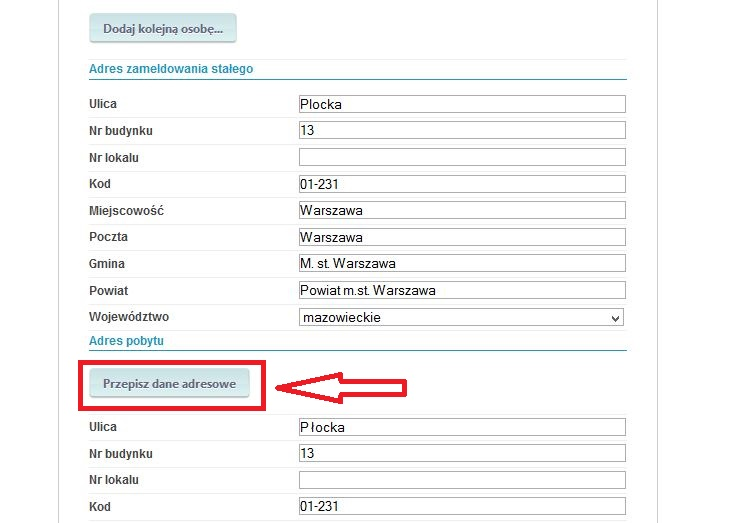 Dodaj kolejną osobę...
Adres zameldowania stałego
Ulica Plocka
Nr budynku 13
Nr lokalu
Kod 01-231
Miejscowość Warszawa
Poczta Warszawa
Gmina M. st. Warszawa
Powiat Powiat m.st. Warszawa
Województwo mazowieckie
Adres pobytu
Przepisz dane adresowe
Ulica Płocka
Nr budynku 13
Nr lokalu
Kod 01-231